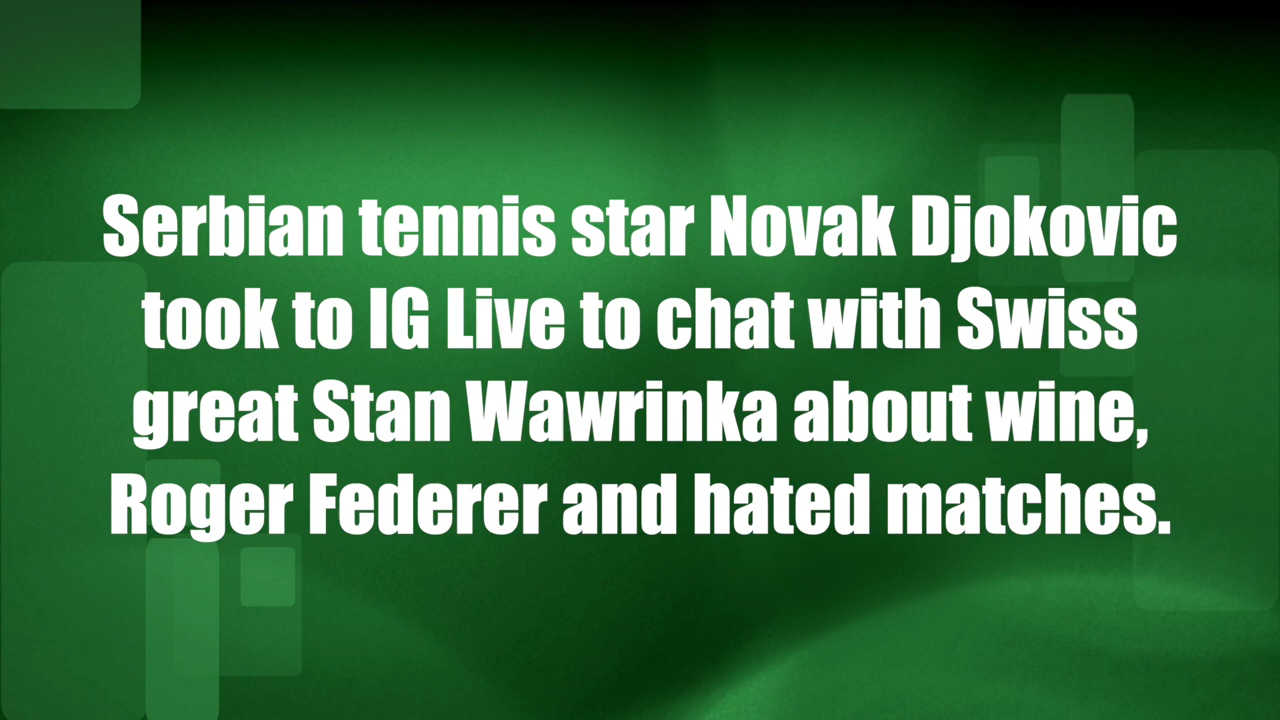 Serbian tennis star Novak Djokovic
took to IG Live to chat with Swiss
great Stan Wawrinka about wine,
Roger Federer and hated matches.